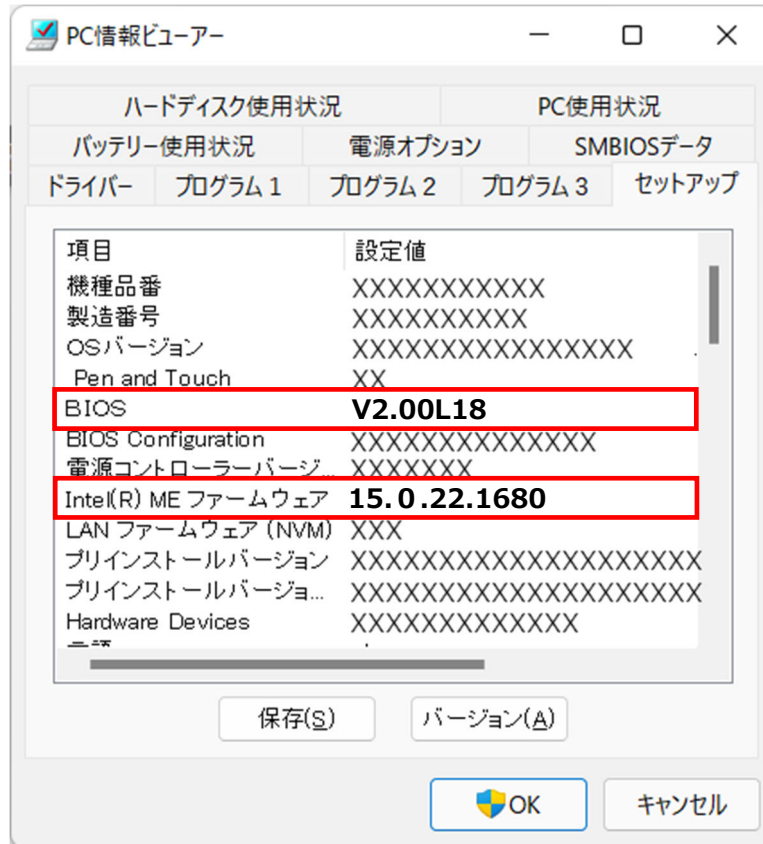 PC情報ビューアー
ハードディスク使用状況 PC使用状況
バッテリー使用状況 電源オプション SMBIOSデータ
ドライバー プログラム 1 プログラム 2 プログラム 3 セットアップ
項目 設定値
機種品番 XXXXXXXXXXX
製造番号 XXXXXXXXXX
OSバージョン XXXXXXXXXXXXXXXX
Pen and Touch XX
BIOS V2.00L18
BIOS Configuration XXXXXXXXXXXXXX
電源コントローラーバージ... XXXXXXX
Intel(R) ME ファームウェア 15.0.22.1680
LAN ファームウェア (NVM) XXX
プリインストールバージョン XXXXXXXXXXXXXXXXXXXX
プリインストールバージョ... XXXXXXXXXXXXXXXXXXXX
Hardware Devices XXXXXXXXXXXXX
保存(S) バージョン(A)
OK キャンセル